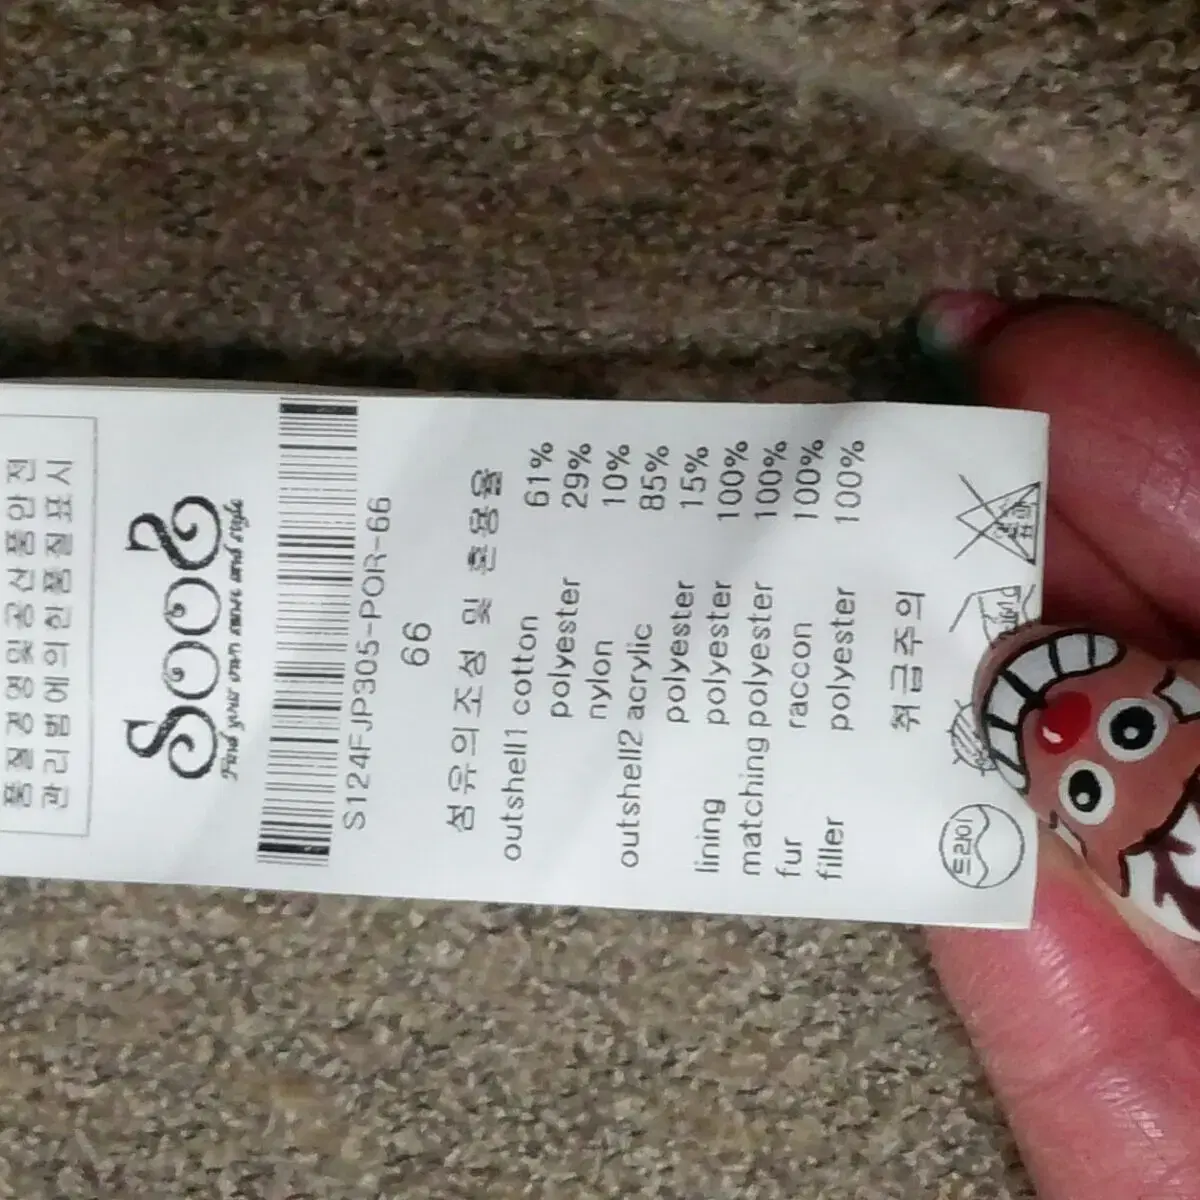 품질경영 및 공산품안전
관리법에 의한 품질표시
SOOS
Find your own sense and style
S124FJP305-POR-66
66
섬유의 조성 및 혼용율
outshell1 cotton 61%
polyester 29%
nylon 10%
outshell2 acrylic 85%
polyester 15%
lining polyester 100%
matching polyester 100%
fur raccon 100%
filler polyester 100%
취급주의
드라이